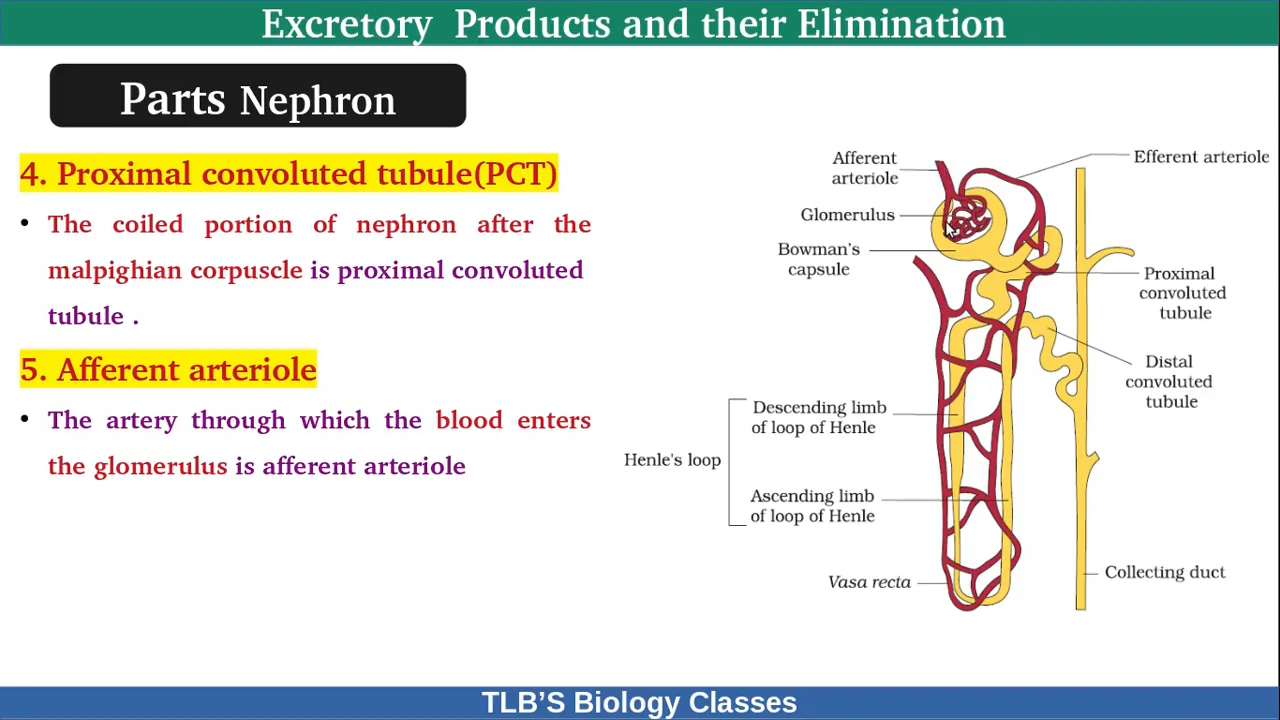 Excretory Products and their Elimination
Parts Nephron
4. Proximal convoluted tubule(PCT)
• The coiled portion of nephron after the
malpighian corpuscle is proximal convoluted
tubule .
5. Afferent arteriole
• The artery through which the blood enters
the glomerulus is afferent arteriole
Afferent
arteriole
Efferent arteriole
Glomerulus
Bowman's
capsule
Proximal
convoluted
tubule
Distal
convoluted
tubule
Descending limb
of loop of Henle
Henle's loop
Ascending limb
of loop of Henle
Vasa recta
Collecting duct
TLB'S Biology Classes